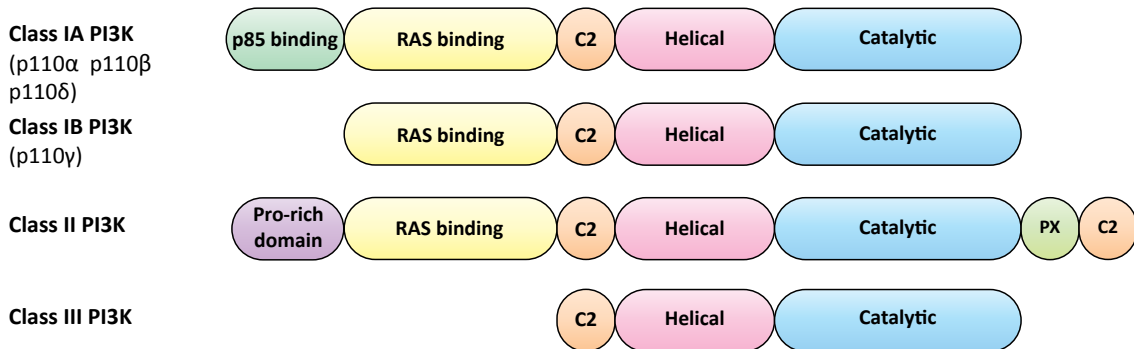 Class IA PI3K
(p110α p110β
p110δ)
p85 binding
RAS binding
C2
Helical
Catalytic
Class IB PI3K
(p110γ)
RAS binding
C2
Helical
Catalytic
Class II PI3K
Pro-rich
domain
RAS binding
C2
Helical
Catalytic
PX
C2
Class III PI3K
C2
Helical
Catalytic